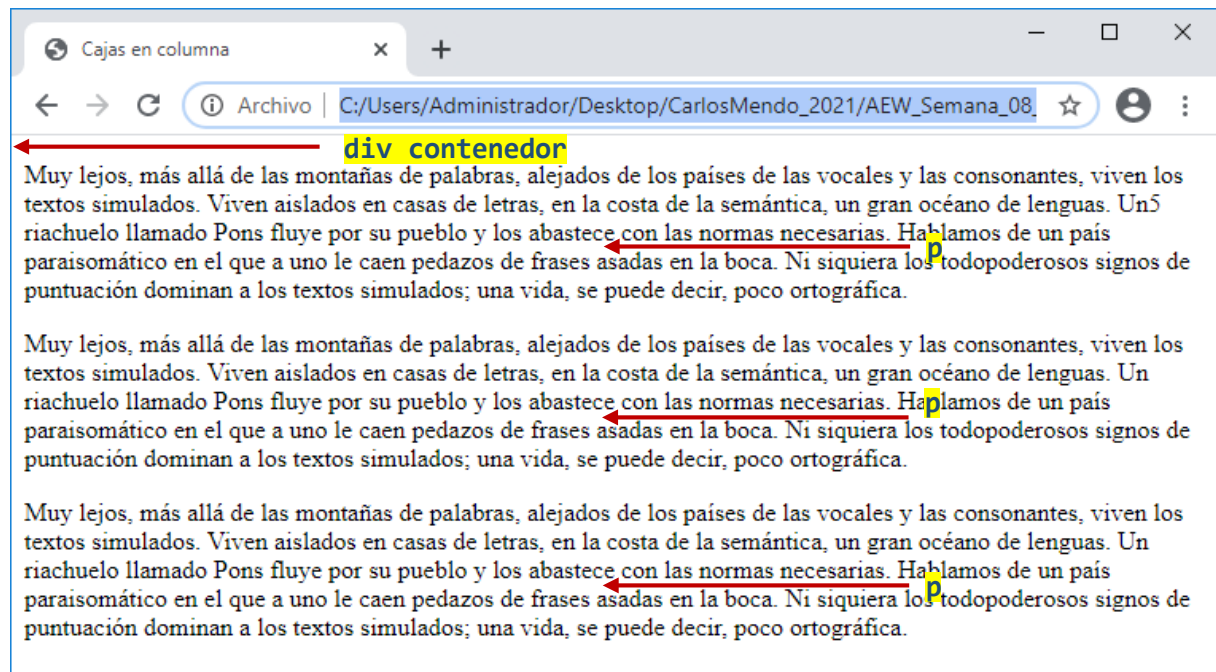 Cajas en columna
Archivo C:/Users/Administrador/Desktop/CarlosMendo_2021/AEW_Semana_08_
div contenedor
Muy lejos, más allá de las montañas de palabras, alejados de los países de las vocales y las consonantes, viven los
textos simulados. Viven aislados en casas de letras, en la costa de la semántica, un gran océano de lenguas. Un5
riachuelo llamado Pons fluye por su pueblo y los abastece con las normas necesarias. Hablamos de un país
p
paraisomático en el que a uno le caen pedazos de frases asadas en la boca. Ni siquiera los todopoderosos signos de
puntuación dominan a los textos simulados; una vida, se puede decir, poco ortográfica.
Muy lejos, más allá de las montañas de palabras, alejados de los países de las vocales y las consonantes, viven los
textos simulados. Viven aislados en casas de letras, en la costa de la semántica, un gran océano de lenguas. Un
riachuelo llamado Pons fluye por su pueblo y los abastece con las normas necesarias. Hablamos de un país
p
paraisomático en el que a uno le caen pedazos de frases asadas en la boca. Ni siquiera los todopoderosos signos de
puntuación dominan a los textos simulados; una vida, se puede decir, poco ortográfica.
Muy lejos, más allá de las montañas de palabras, alejados de los países de las vocales y las consonantes, viven los
textos simulados. Viven aislados en casas de letras, en la costa de la semántica, un gran océano de lenguas. Un
riachuelo llamado Pons fluye por su pueblo y los abastece con las normas necesarias. Hablamos de un país
p
paraisomático en el que a uno le caen pedazos de frases asadas en la boca. Ni siquiera los todopoderosos signos de
puntuación dominan a los textos simulados; una vida, se puede decir, poco ortográfica.